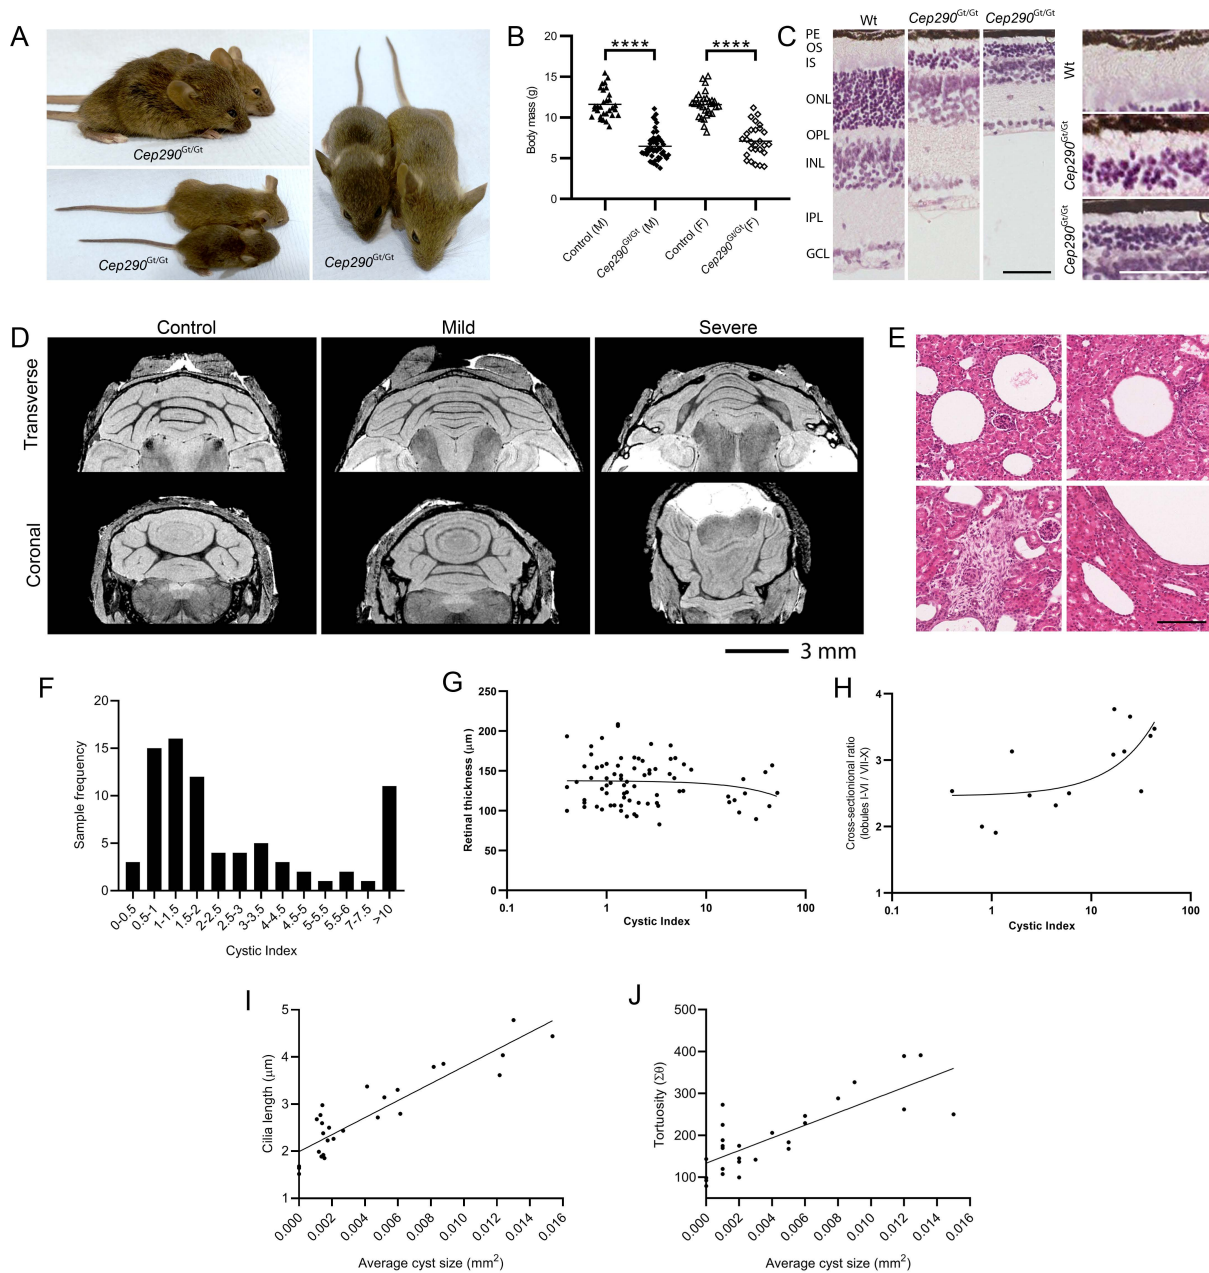 A
Cep290Gt/Gt
Cep290Gt/Gt
Cep290Gt/Gt
B
****
****
Body mass (g)
20
15
10
5
0
Control (M)
Cep290Gt/Gt (M)
Control (F)
Cep290Gt/Gt (F)
C
Wt
Cep290Gt/Gt
Cep290Gt/Gt
PE
OS
IS
ONL
OPL
INL
IPL
GCL
Wt
Cep290Gt/Gt
Cep290Gt/Gt
D
Control
Mild
Severe
Transverse
Coronal
3 mm
E
F
Sample frequency
20
15
10
5
0
0-0.5
0.5-1
1-1.5
1.5-2
2-2.5
2.5-3
3-3.5
4-4.5
4.5-5
5-5.5
5.5-6
7-7.5
>10
Cystic Index
G
Retinal thickness (μm)
250
200
150
100
50
0
0.1
1
10
100
Cystic Index
H
Cross-sectionional ratio
(lobules I-VI / VII-X)
4
3
2
1
0.1
1
10
100
Cystic Index
I
Cilia length (μm)
5
4
3
2
1
0.000
0.002
0.004
0.006
0.008
0.010
0.012
0.014
0.016
Average cyst size (mm2)
J
Tortuosity (Σθ)
500
400
300
200
100
0.000
0.002
0.004
0.006
0.008
0.010
0.012
0.014
0.016
Average cyst size (mm2)